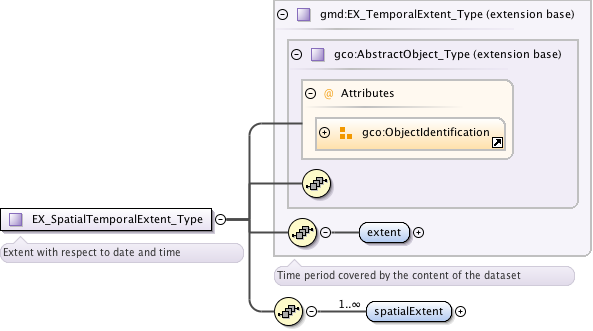 gmd:EX_TemporalExtent_Type (extension base)
gco:AbstractObject_Type (extension base)
@ Attributes
gco:ObjectIdentification
EX_SpatialTemporalExtent_Type
Extent with respect to date and time
extent
Time period covered by the content of the dataset
1..∞
spatialExtent